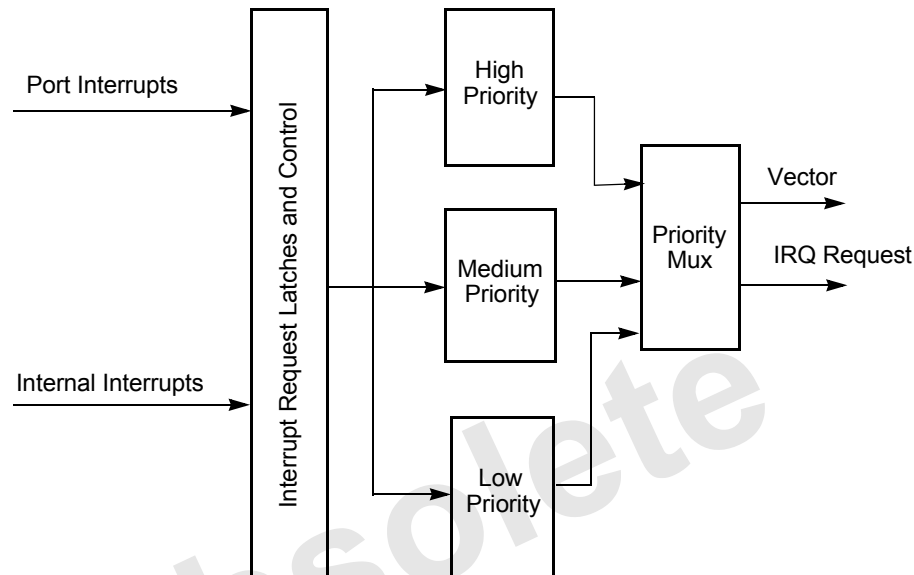 Port Interrupts
Internal Interrupts
Interrupt Request Latches and Control
High
Priority
Medium
Priority
Low
Priority
Priority
Mux
Vector
IRQ Request
bsolete